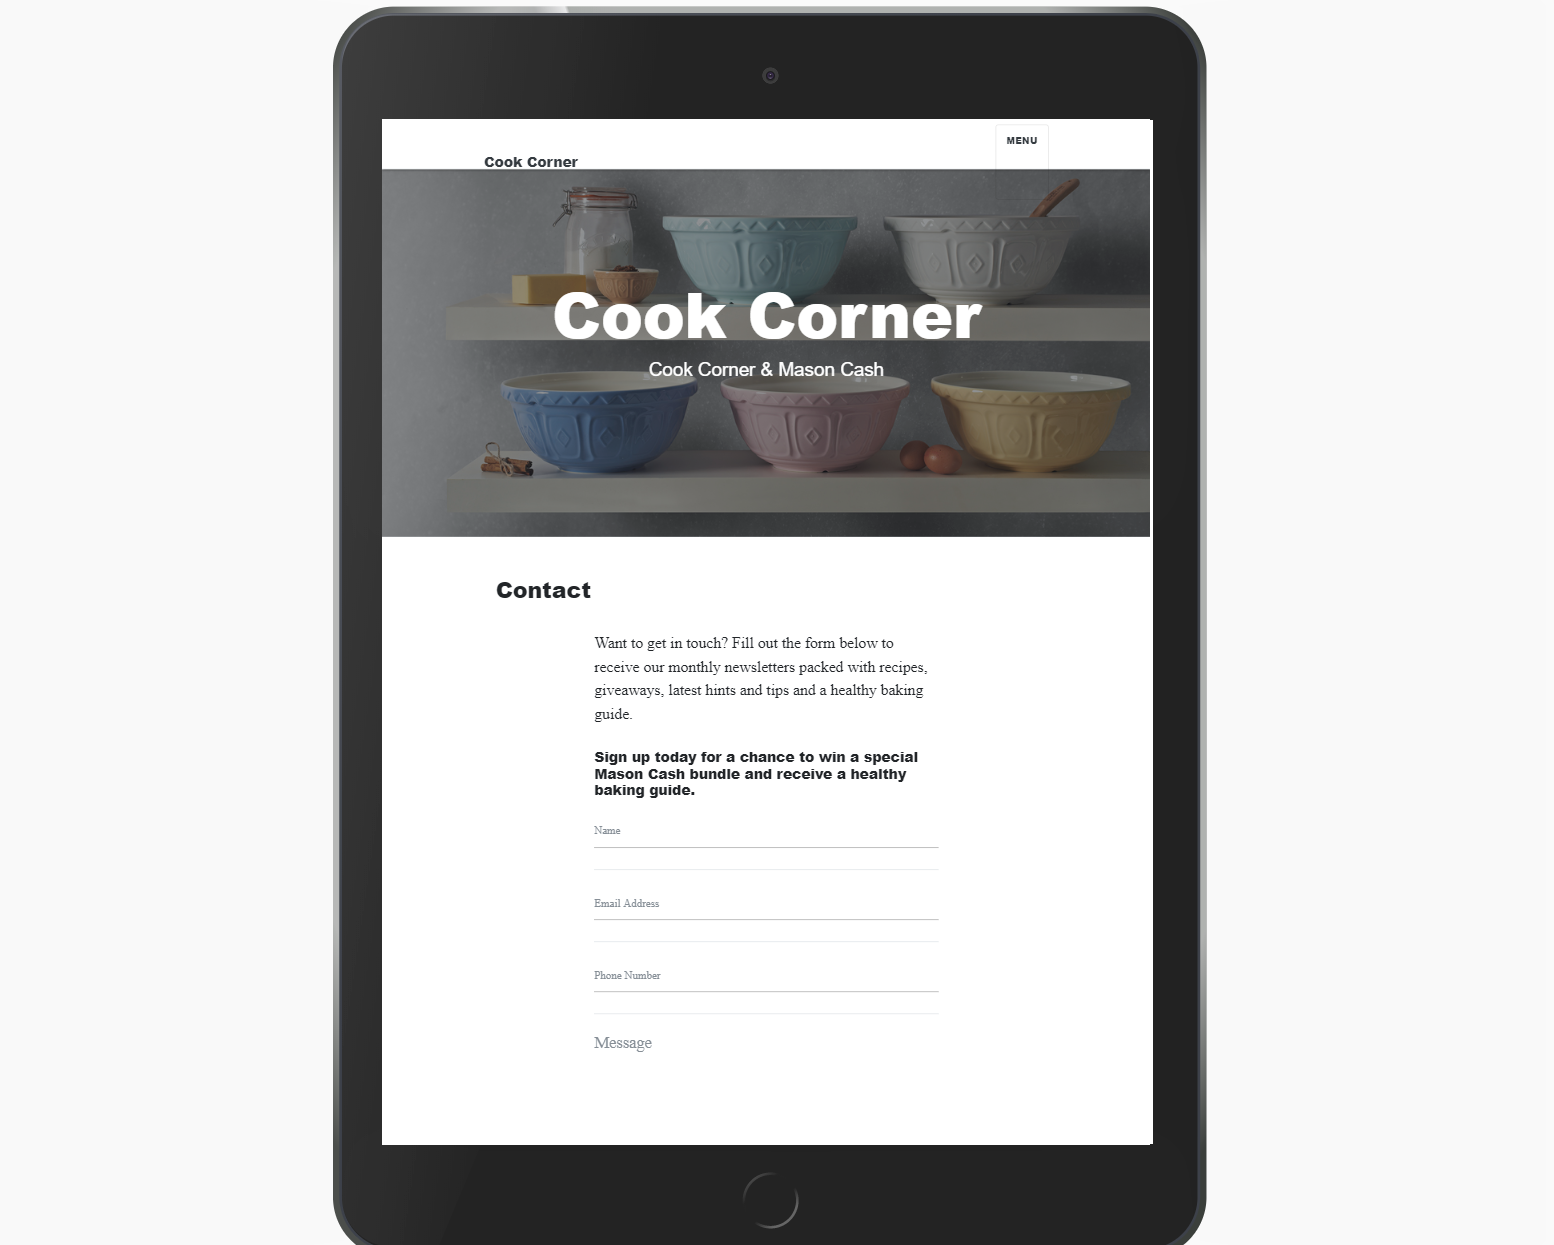 MENU
Cook Corner
Cook Corner
Cook Corner & Mason Cash
Contact
Want to get in touch? Fill out the form below to
receive our monthly newsletters packed with recipes,
giveaways, latest hints and tips and a healthy baking
guide.
Sign up today for a chance to win a special
Mason Cash bundle and receive a healthy
baking guide.
Name
Email Address
Phone Number
Message